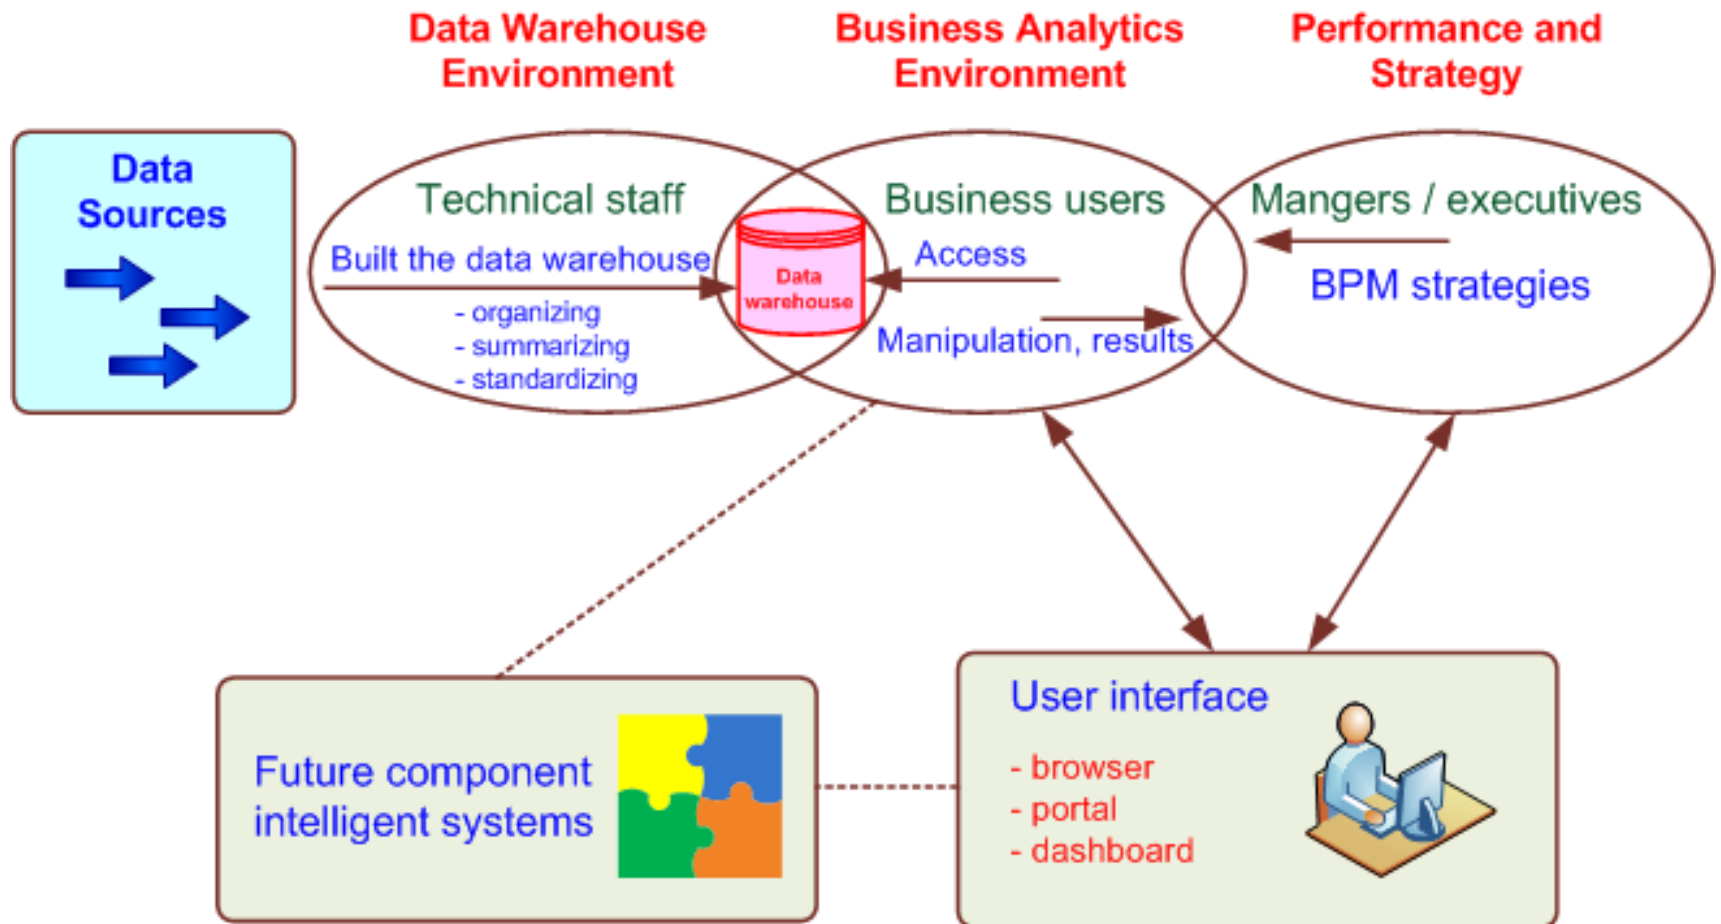 Data Warehouse
Environment
Business Analytics
Environment
Performance and
Strategy
Data
Sources
Technical staff
Built the data warehouse
- organizing
- summarizing
- standardizing
Data
warehouse
Business users
Access
Manipulation, results
Mangers / executives
BPM strategies
Future component
intelligent systems
User interface
- browser
- portal
- dashboard